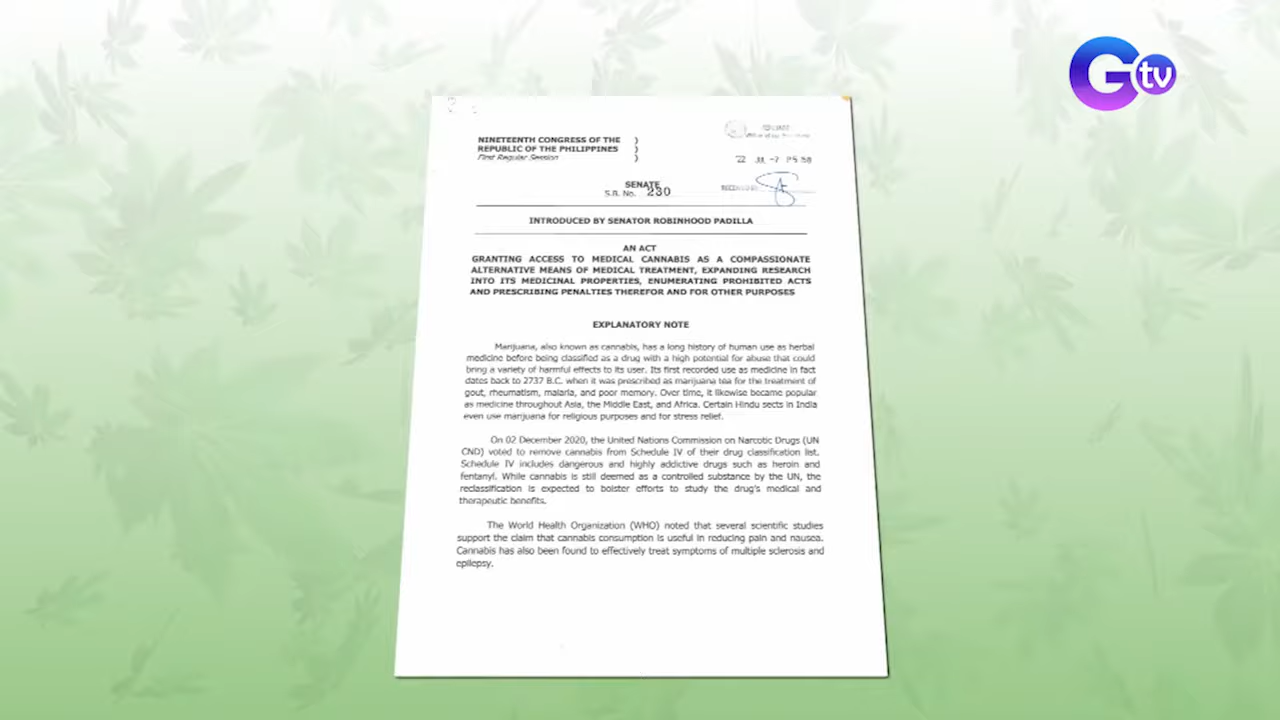 Gtv
NINETEENTH CONGRESS OF THE )
REPUBLIC OF THE PHILIPPINES )
First Regular Session )
22 JUL -7 P5:58
SENATE
S.B. No. 230
INTRODUCED BY SENATOR ROBINHOOD PADILLA
AN ACT
GRANTING ACCESS TO MEDICAL CANNABIS AS A COMPASSIONATE
ALTERNATIVE MEANS OF MEDICAL TREATMENT, EXPANDING RESEARCH
INTO ITS MEDICINAL PROPERTIES, ENUMERATING PROHIBITED ACTS
AND PRESCRIBING PENALTIES THEREFOR AND FOR OTHER PURPOSES
EXPLANATORY NOTE
Marijuana, also known as cannabis, has a long history of human use as herbal
medicine before being classified as a drug with a high potential for abuse that could
bring a variety of harmful effects to its user. Its first recorded use as medicine in fact
dates back to 2737 B.C. when it was prescribed as marijuana tea for the treatment of
gout, rheumatism, malaria, and poor memory. Over time, it likewise became popular
as medicine throughout Asia, the Middle East, and Africa. Certain Hindu sects in India
even use marijuana for religious purposes and for stress relief.
On 02 December 2020, the United Nations Commission on Narcotic Drugs (UN
CND) voted to remove cannabis from Schedule IV of their drug classification list.
Schedule IV includes dangerous and highly addictive drugs such as heroin and
fentanyl. While cannabis is still deemed as a controlled substance by the UN, the
reclassification is expected to bolster efforts to study the drug's medical and
therapeutic benefits.
The World Health Organization (WHO) noted that several scientific studies
support the claim that cannabis consumption is useful in reducing pain and nausea.
Cannabis has also been found to effectively treat symptoms of multiple sclerosis and
epilepsy.